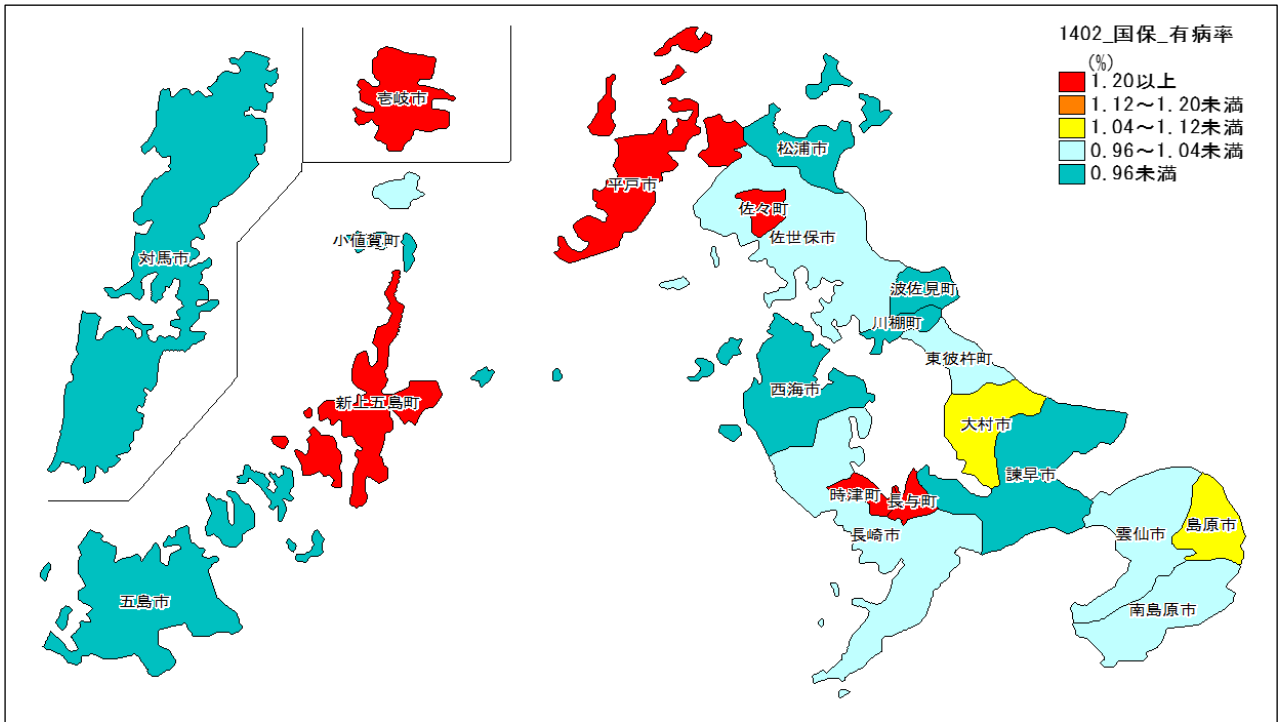 1402_国保_有病率
(%)
1.20以上
1.12～1.20未満
1.04～1.12未満
0.96～1.04未満
0.96未満
壱岐市
松浦市
平戸市
佐々町
佐世保市
小値賀町
対馬市
波佐見町
川棚町
東彼杵町
西海市
新上五島町
大村市
諫早市
時津町
長与町
島原市
長崎市
雲仙市
五島市
南島原市